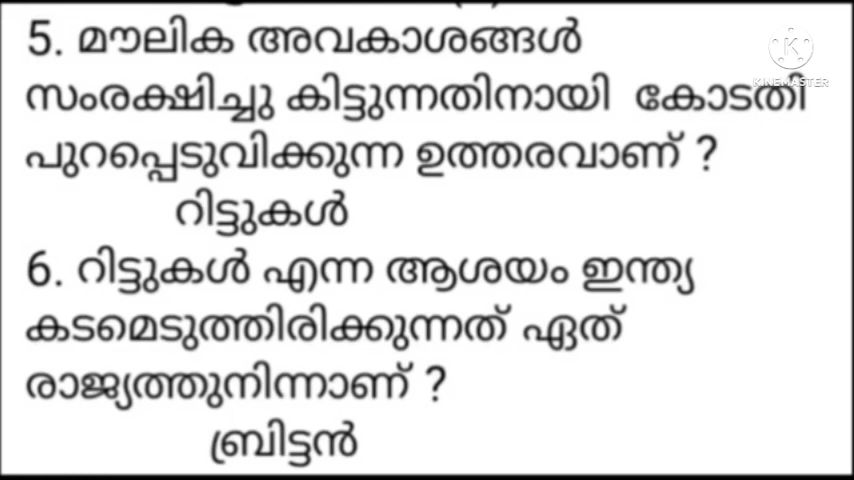 5. മൗലിക അവകാശങ്ങൾ
സംരക്ഷിച്ചു കിട്ടുന്നതിനായി കോടതി
പുറപ്പെടുവിക്കുന്ന ഉത്തരവാണ് ?
റിട്ടുകൾ
6. റിട്ടുകൾ എന്ന ആശയം ഇന്ത്യ
കടമെടുത്തിരിക്കുന്നത് ഏത്
രാജ്യത്തുനിന്നാണ് ?
ബ്രിട്ടൻ
K
KINEMASTER